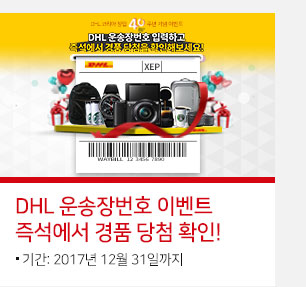 DHL 코리아 창립 40 주년 기념 이벤트
DHL 운송장번호 입력하고
즉석에서 경품 당첨을 확인해보세요!
DHL
XEP
WAYBILL 12 3456 7890
DHL 운송장번호 이벤트
즉석에서 경품 당첨 확인!
• 기간: 2017년 12월 31일까지